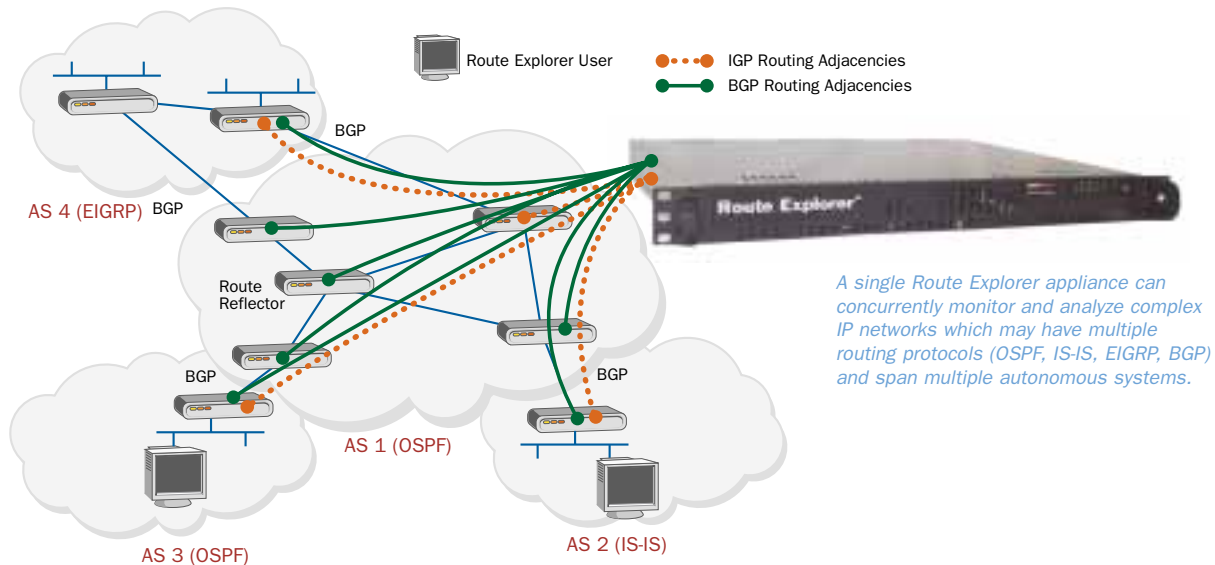 Route Explorer User
IGP Routing Adjacencies
BGP Routing Adjacencies
BGP
AS 4 (EIGRP)
BGP
Route Explorer
Route
Reflector
A single Route Explorer appliance can
concurrently monitor and analyze complex
IP networks which may have multiple
routing protocols (OSPF, IS-IS, EIGRP, BGP)
and span multiple autonomous systems.
BGP
BGP
AS 1 (OSPF)
AS 3 (OSPF)
AS 2 (IS-IS)